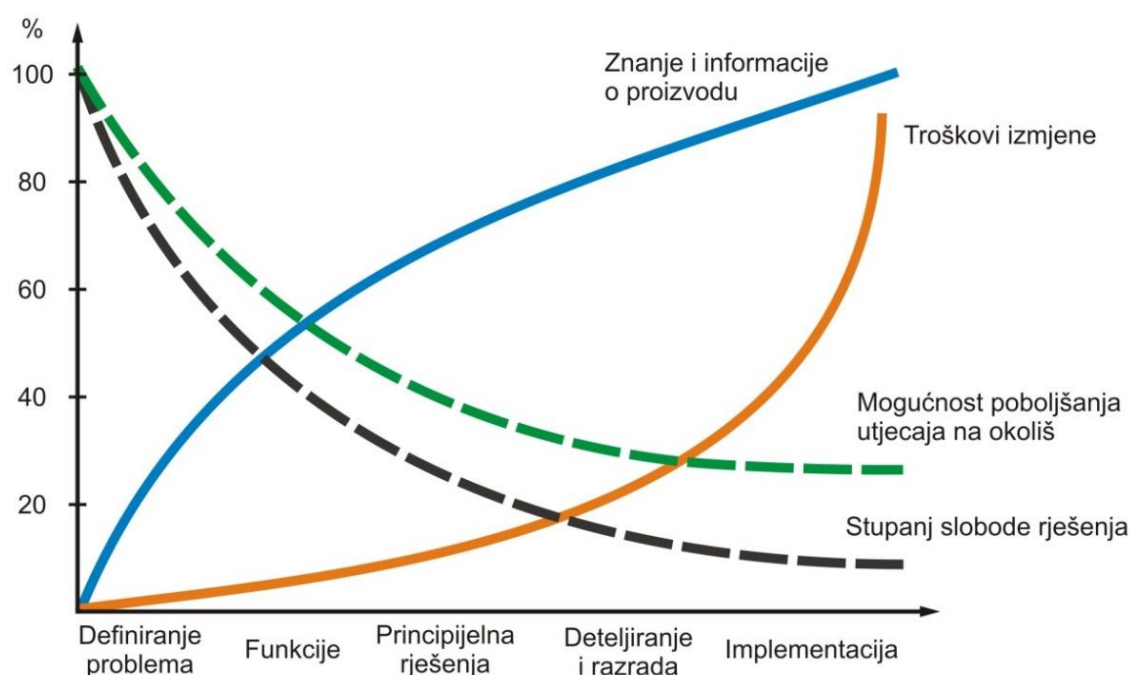 %
100
80
60
40
20
Znanje i informacije
o proizvodu
Troškovi izmjene
Mogućnost poboljšanja
utjecaja na okoliš
Stupanj slobode rješenja
Definiranje
problema
Funkcije
Principijelna
rješenja
Deteljiranje
i razrada
Implementacija